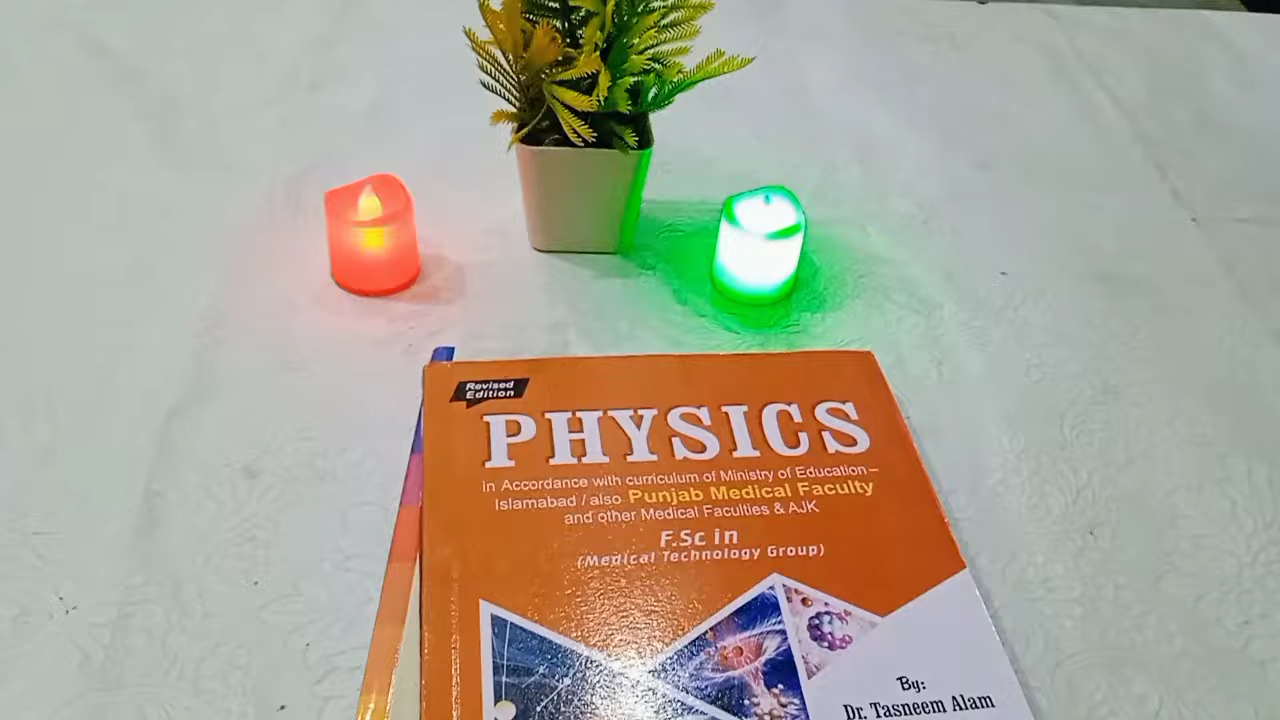 Revised
Edition
PHYSICS
in Accordance with curriculum of Ministry of Education–
Islamabad / also Punjab Medical Faculty
and other Medical Faculties & AJK
F.Sc in
(Medical Technology Group)
By:
Dr. Tasneem Alam